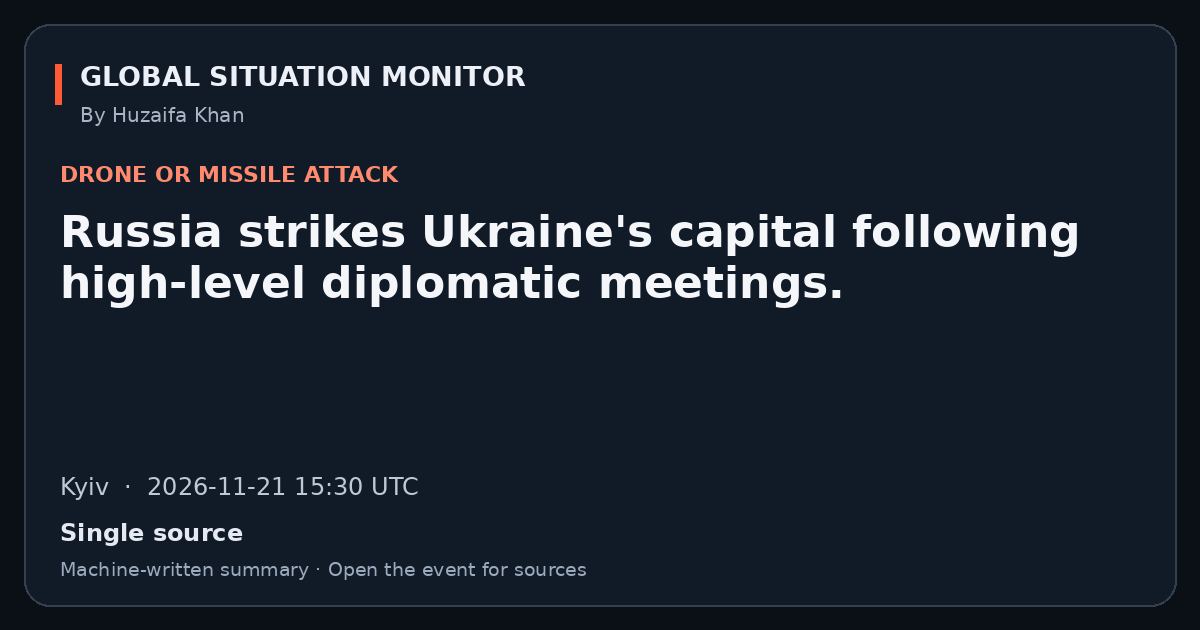 GLOBAL SITUATION MONITOR
By Huzaifa Khan
DRONE OR MISSILE ATTACK
Russia strikes Ukraine's capital following
high-level diplomatic meetings.
Kyiv · 2026-11-21 15:30 UTC
Single source
Machine-written summary · Open the event for sources